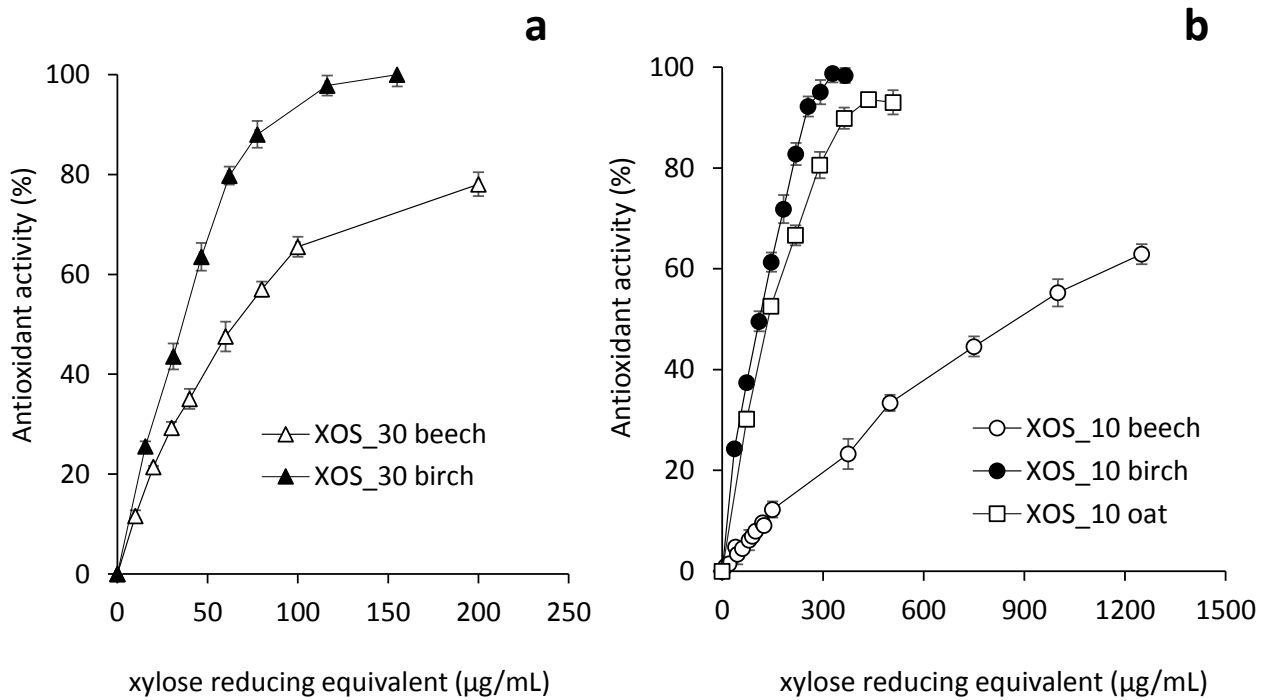 a
Antioxidant activity (%)
100
80
60
40
20
0
XOS_30 beech
XOS_30 birch
0 50 100 150 200 250
xylose reducing equivalent (µg/mL)
b
Antioxidant activity (%)
100
80
60
40
20
0
XOS_10 beech
XOS_10 birch
XOS_10 oat
0 300 600 900 1200 1500
xylose reducing equivalent (µg/mL)